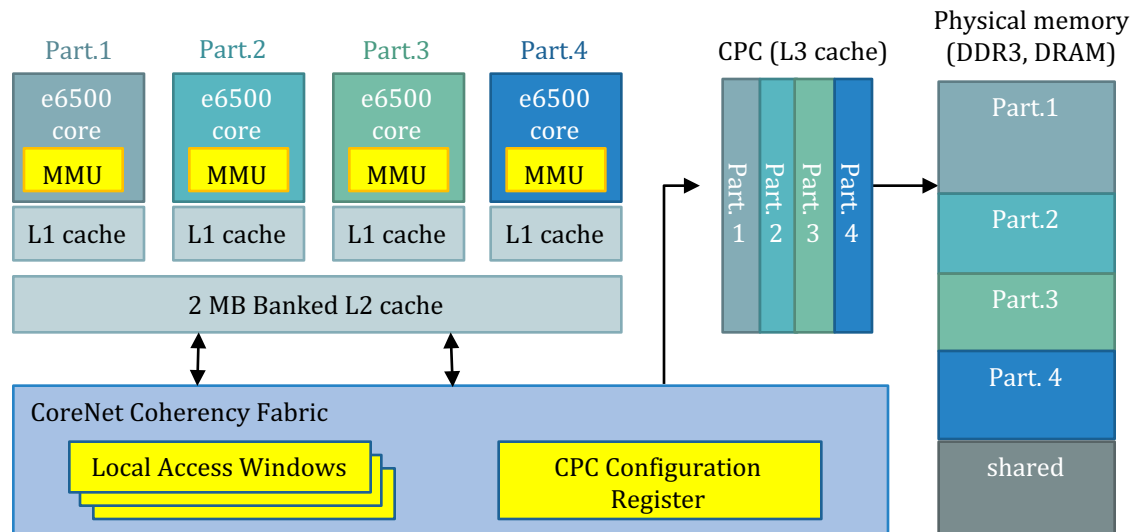 Part.1
Part.2
Part.3
Part.4
e6500
core
MMU
e6500
core
MMU
e6500
core
MMU
e6500
core
MMU
L1 cache
L1 cache
L1 cache
L1 cache
2 MB Banked L2 cache
CoreNet Coherency Fabric
Local Access Windows
CPC Configuration
Register
CPC (L3 cache)
Part. 1
Part. 2
Part. 3
Part. 4
Physical memory
(DDR3, DRAM)
Part.1
Part.2
Part.3
Part. 4
shared